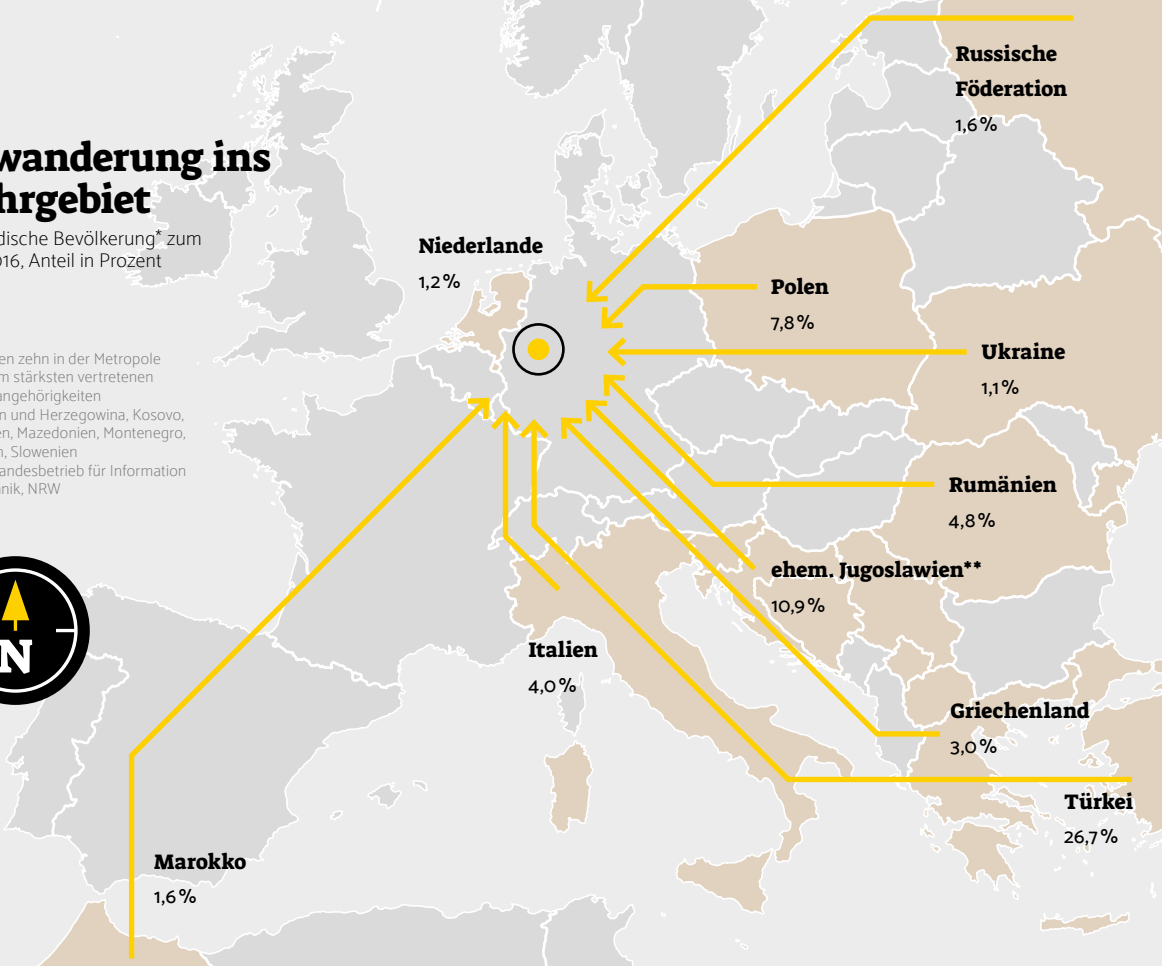 wanderung ins
hrgebiet
dische Bevölkerung* zum
016, Anteil in Prozent
en zehn in der Metropole
m stärksten vertretenen
angehörigkeiten
n und Herzegowina, Kosovo,
en, Mazedonien, Montenegro,
n, Slowenien
andesbetrieb für Information
nik, NRW
N
Russische
Föderation
1,6%
Niederlande
1,2%
Polen
7,8%
Ukraine
1,1%
Rumänien
4,8%
ehem. Jugoslawien**
10,9%
Italien
4,0%
Griechenland
3,0%
Türkei
26,7%
Marokko
1,6%